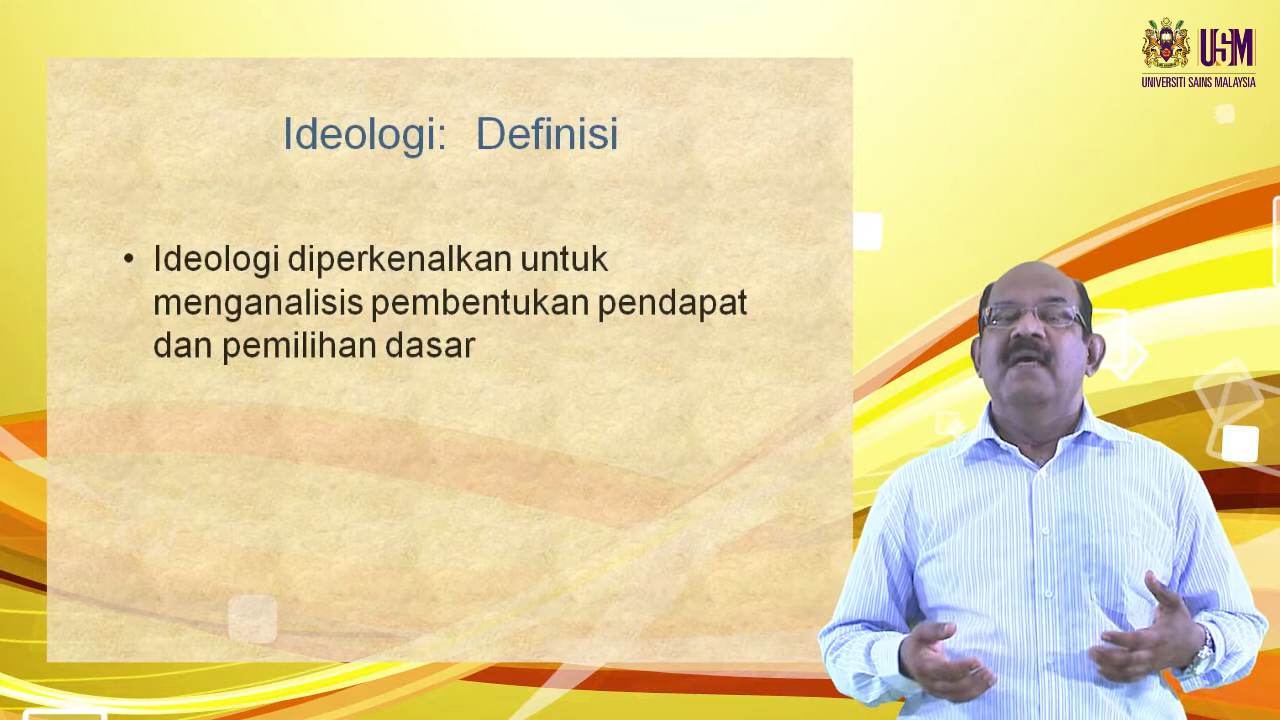 USM
UNIVERSITI SAINS MALAYSIA
Ideologi: Definisi
• Ideologi diperkenalkan untuk
menganalisis pembentukan pendapat
dan pemilihan dasar